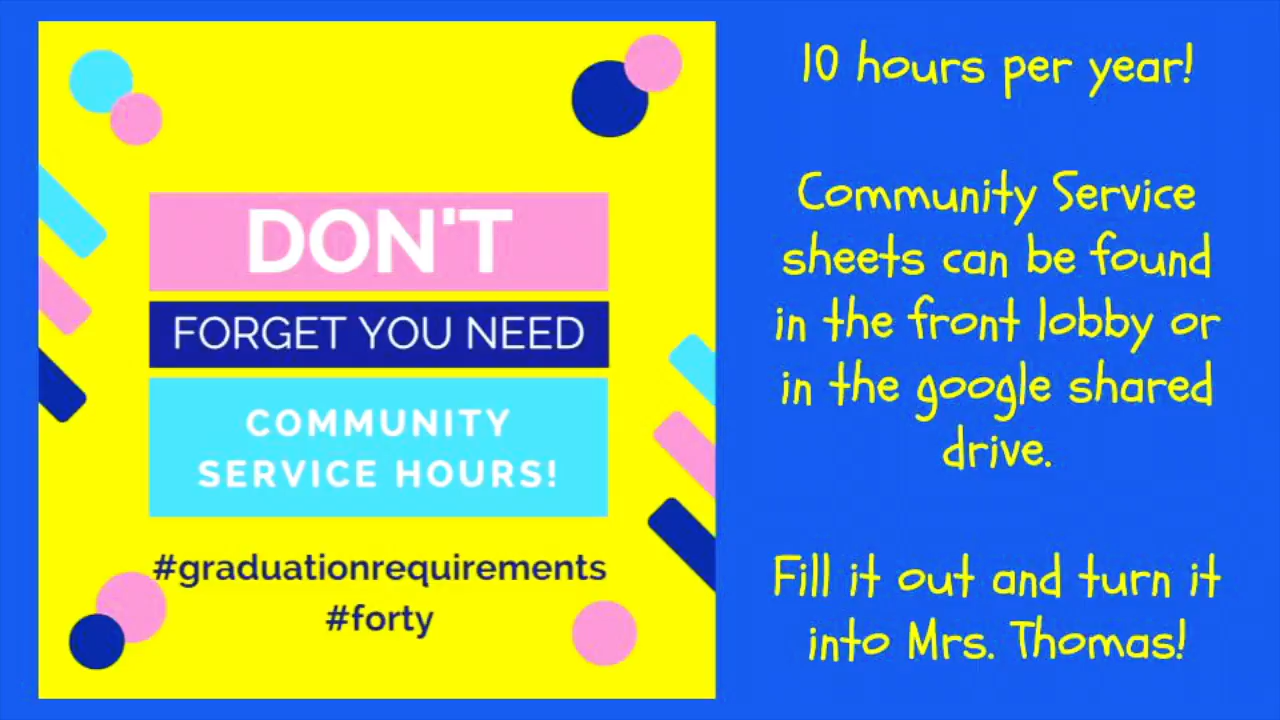 DON'T
FORGET YOU NEED
COMMUNITY
SERVICE HOURS!
#graduationrequirements
#forty
10 hours per year!
Community Service
sheets can be found
in the front lobby or
in the google shared
drive.
Fill it out and turn it
into Mrs. Thomas!